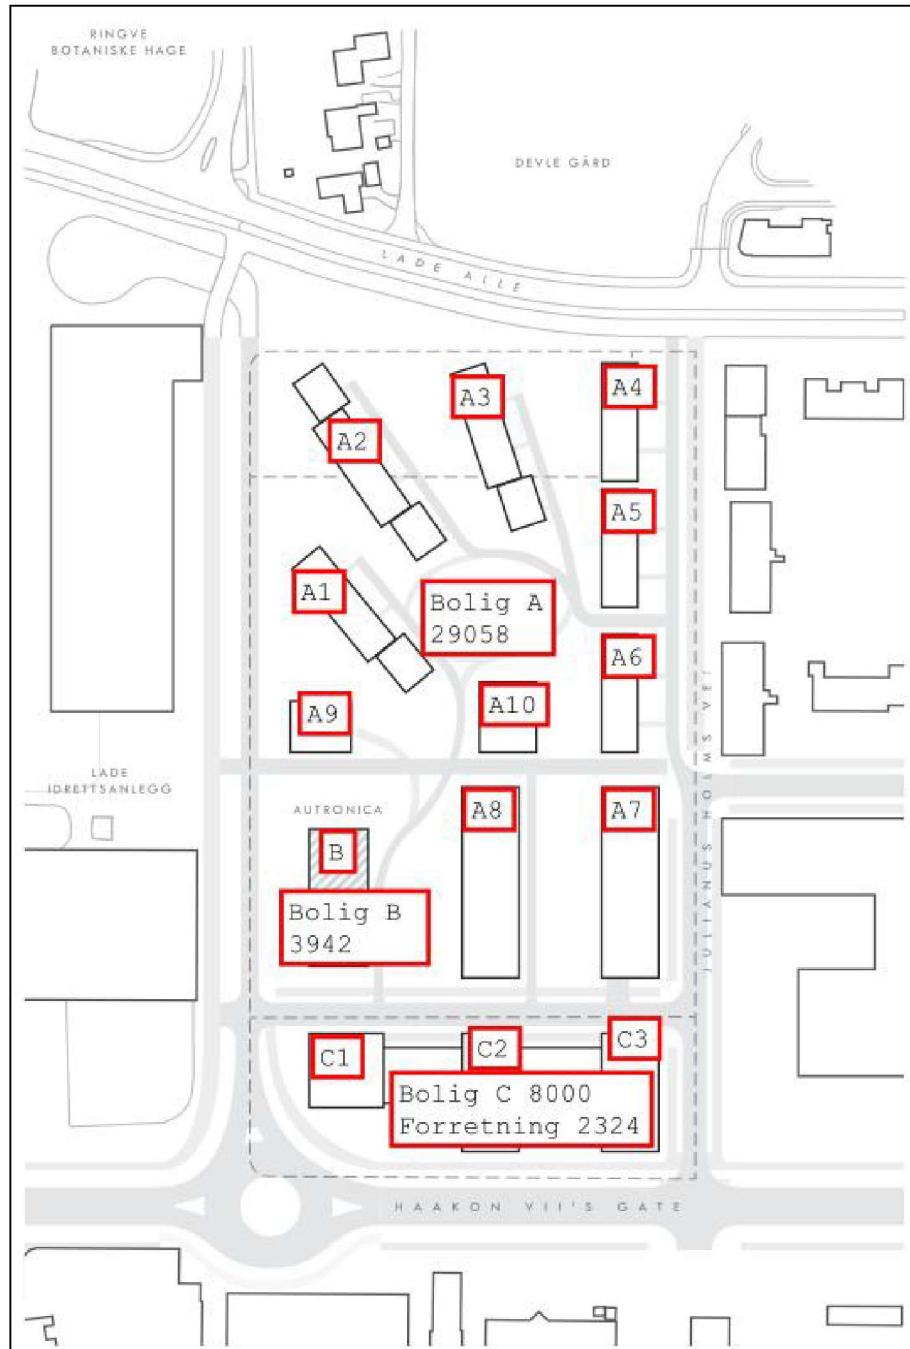 RINGVE
BOTANISKE HAGE
DEVLE GÅRD
LADE ALLE
A3
A4
A2
A5
A1
Bolig A
29058
A6
A9
A10
LADE
IDRETTSANLEGG
AUTRONICA
A8
A7
JULIANUS HOLMS VEI
B
Bolig B
3942
C1
C2
C3
Bolig C 8000
Forretning 2324
HAAKON VII'S GATE